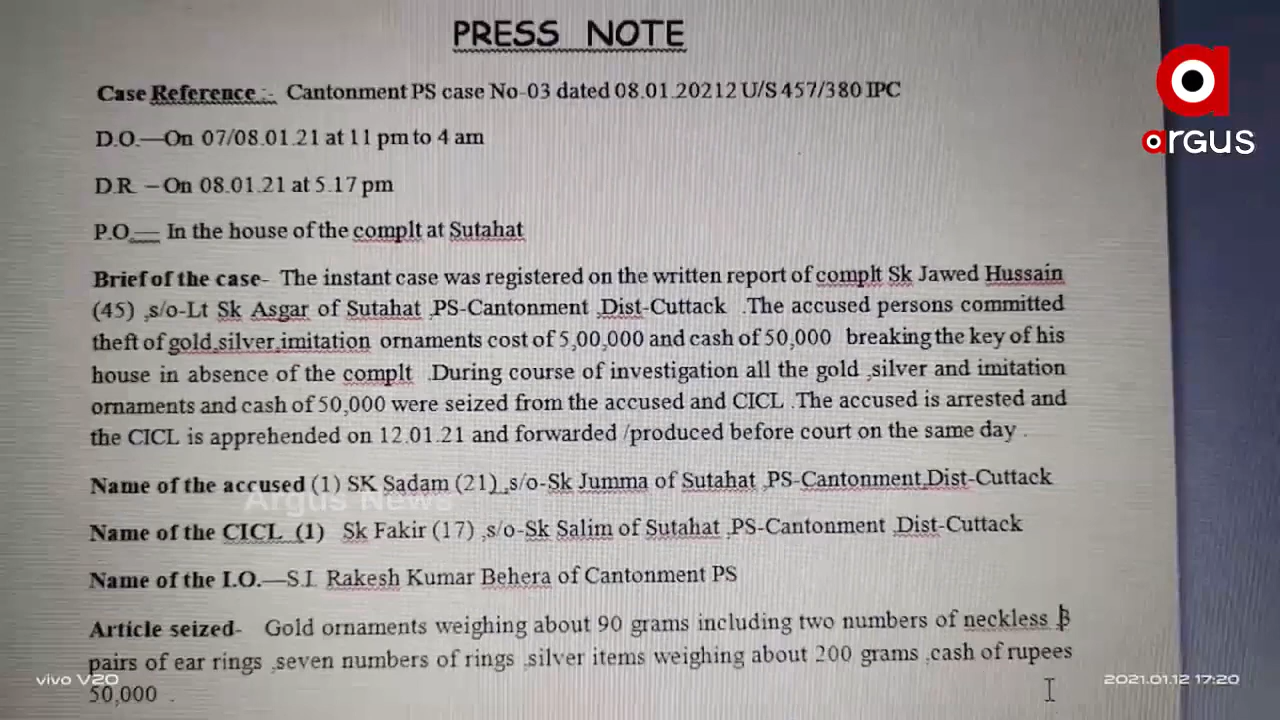 PRESS NOTE
argus
Case Reference :- Cantonment PS case No-03 dated 08.01.20212 U/S 457/380 IPC
D.O.—On 07/08.01.21 at 11 pm to 4 am
D.R. – On 08.01.21 at 5.17 pm
P.O.— In the house of the complt at Sutahat
Brief of the case- The instant case was registered on the written report of complt Sk Jawed Hussain
(45) ,s/o-Lt Sk Asgar of Sutahat ,PS-Cantonment ,Dist-Cuttack .The accused persons committed
theft of gold,silver,imitation ornaments cost of 5,00,000 and cash of 50,000 breaking the key of his
house in absence of the complt .During course of investigation all the gold ,silver and imitation
ornaments and cash of 50,000 were seized from the accused and CICL .The accused is arrested and
the CICL is apprehended on 12.01.21 and forwarded /produced before court on the same day .
Name of the accused (1) SK Sadam (21) ,s/o-Sk Jumma of Sutahat ,PS-Cantonment,Dist-Cuttack
Argus News
Name of the CICL (1) Sk Fakir (17) ,s/o-Sk Salim of Sutahat ,PS-Cantonment ,Dist-Cuttack
Name of the I.O.—S.I. Rakesh Kumar Behera of Cantonment PS
Article seized- Gold ornaments weighing about 90 grams including two numbers of neckless ,3
pairs of ear rings ,seven numbers of rings ,silver items weighing about 200 grams ,cash of rupees
50,000 .
vivo V20
2021.01.12 17:20